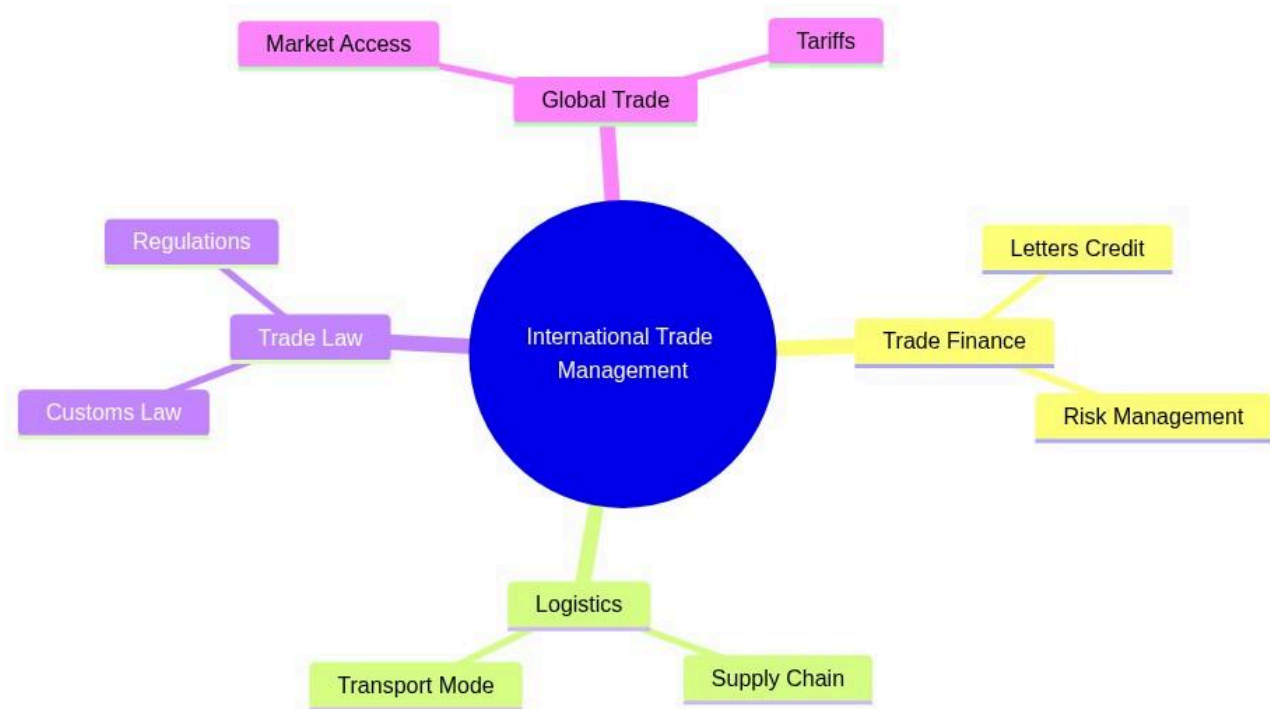 Market Access
Tariffs
Global Trade
Regulations
Letters Credit
Trade Law
International Trade
Management
Trade Finance
Customs Law
Risk Management
Logistics
Transport Mode
Supply Chain